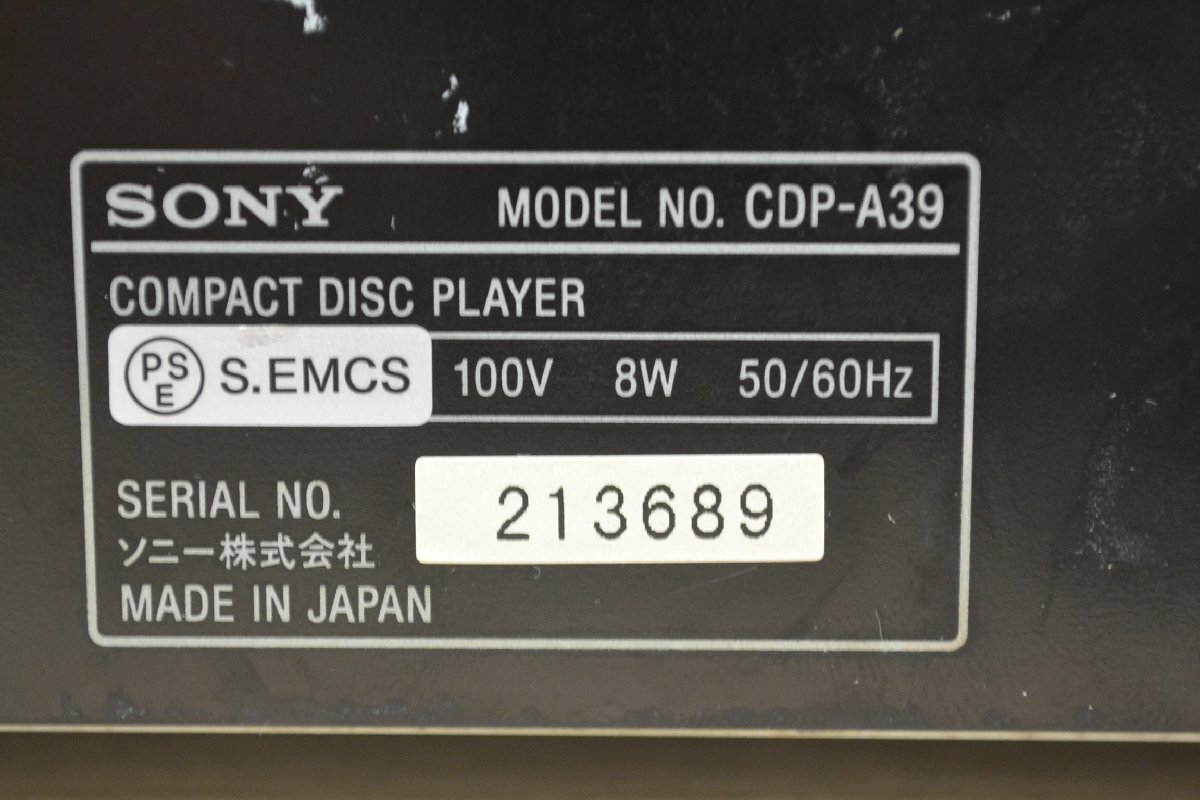 SONY MODEL NO. CDP-A39
COMPACT DISC PLAYER
PSE S.EMCS 100V 8W 50/60Hz
SERIAL NO. 213689
ソニー株式会社
MADE IN JAPAN